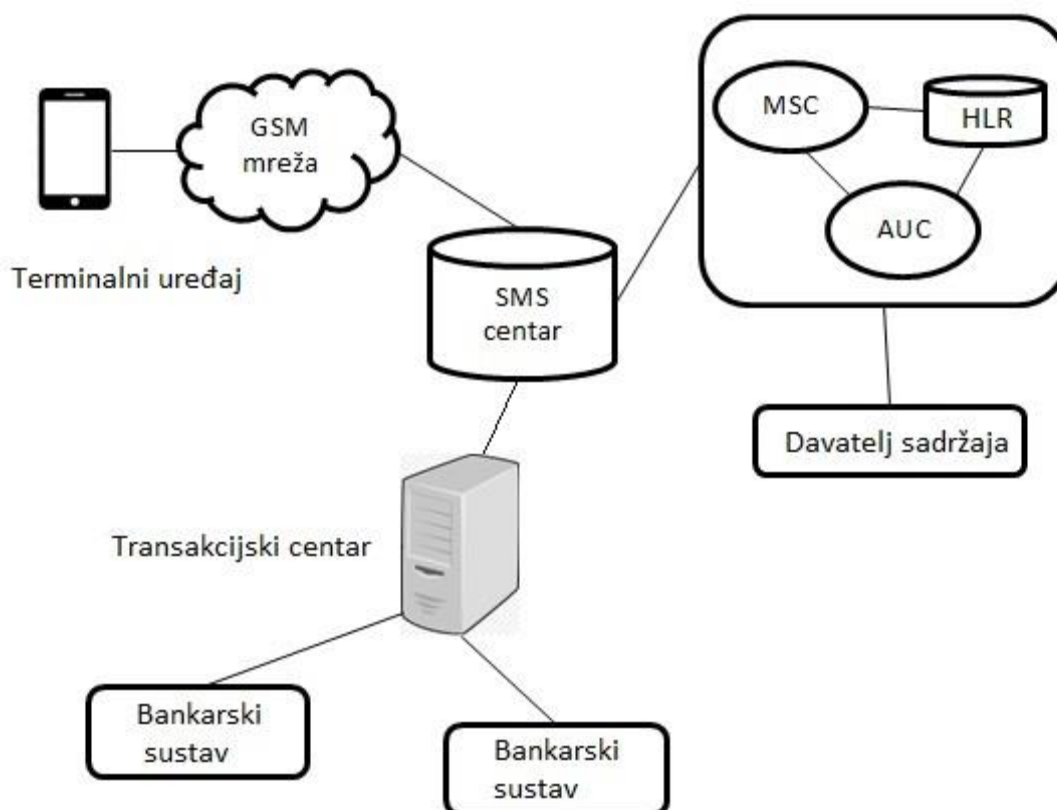 GSM
mreža
MSC
HLR
AUC
Terminalni uređaj
SMS
centar
Davatelj sadržaja
Transakcijski centar
Bankarski
sustav
Bankarski
sustav